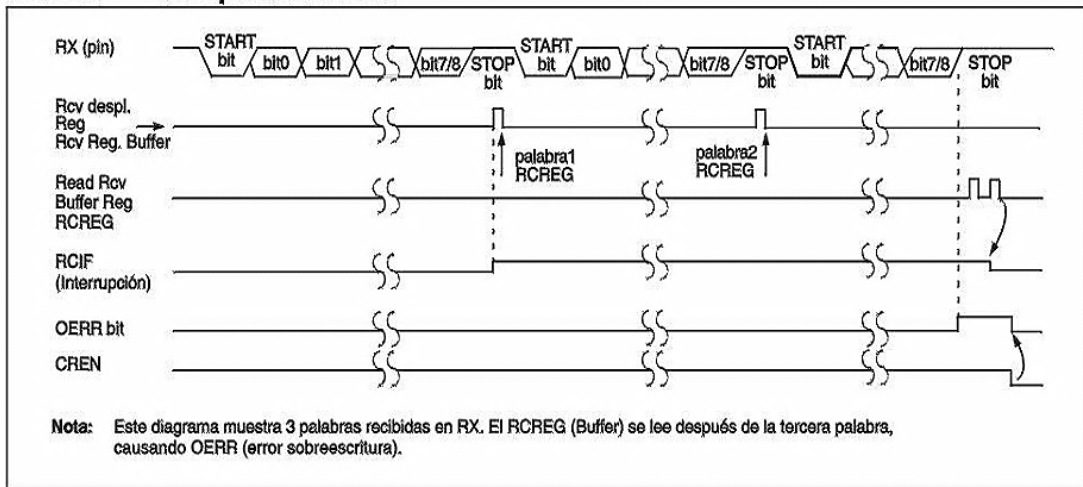 RX (pin) START bit bit0 bit1 bit7/8 STOP bit START bit bit0 bit7/8 STOP bit START bit bit7/8 STOP bit
Rcv despl.
Reg
Rcv Reg. Buffer
palabra1
RCREG
palabra2
RCREG
Read Rcv
Buffer Reg
RCREG
RCIF
(Interrupción)
OERR bit
CREN
Nota: Este diagrama muestra 3 palabras recibidas en RX. El RCREG (Buffer) se lee después de la tercera palabra,
causando OERR (error sobreescritura).